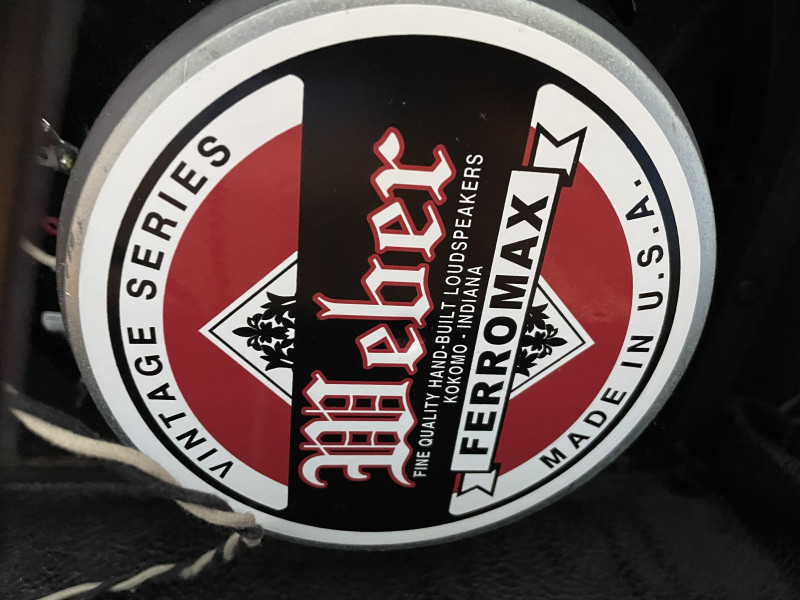 VINTAGE SERIES
Weber
FINE QUALITY HAND-BUILT LOUDSPEAKERS
KOKOMO - INDIANA
FERROMAX
MADE IN U.S.A.